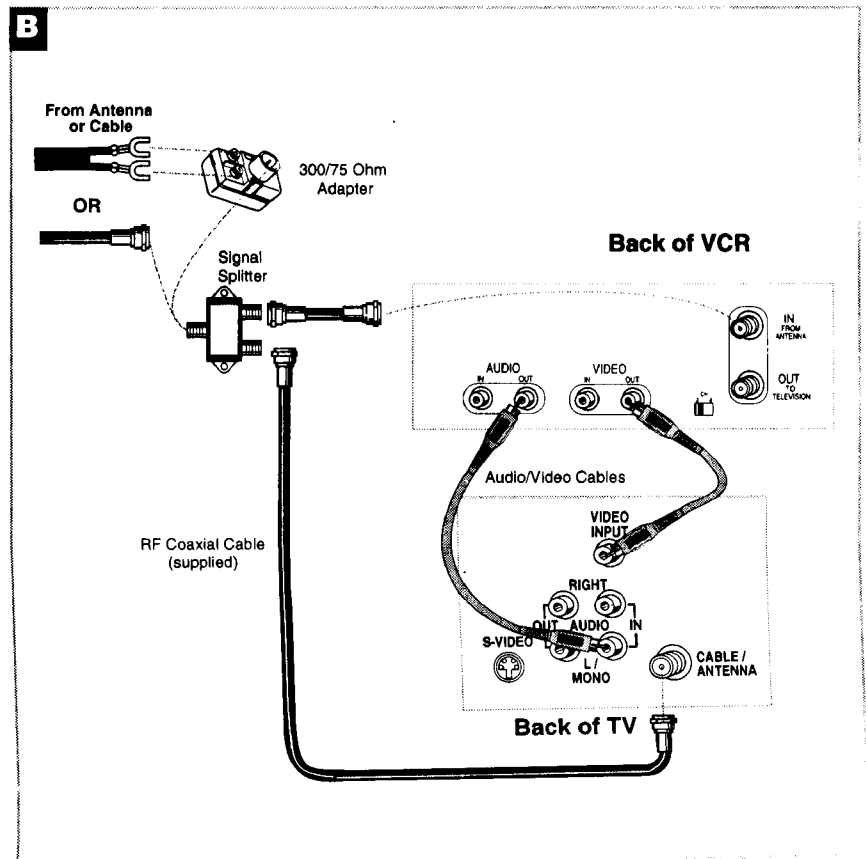 B
From Antenna
or Cable
300/75 Ohm
Adapter
OR
Signal
Splitter
Back of VCR
IN
FROM
ANTENNA
AUDIO
IN
OUT
VIDEO
IN
OUT
CH
OUT
TO
TELEVISION
Audio/Video Cables
VIDEO
INPUT
RF Coaxial Cable
(supplied)
RIGHT
OUT
AUDIO
IN
S-VIDEO
L /
MONO
CABLE /
ANTENNA
Back of TV